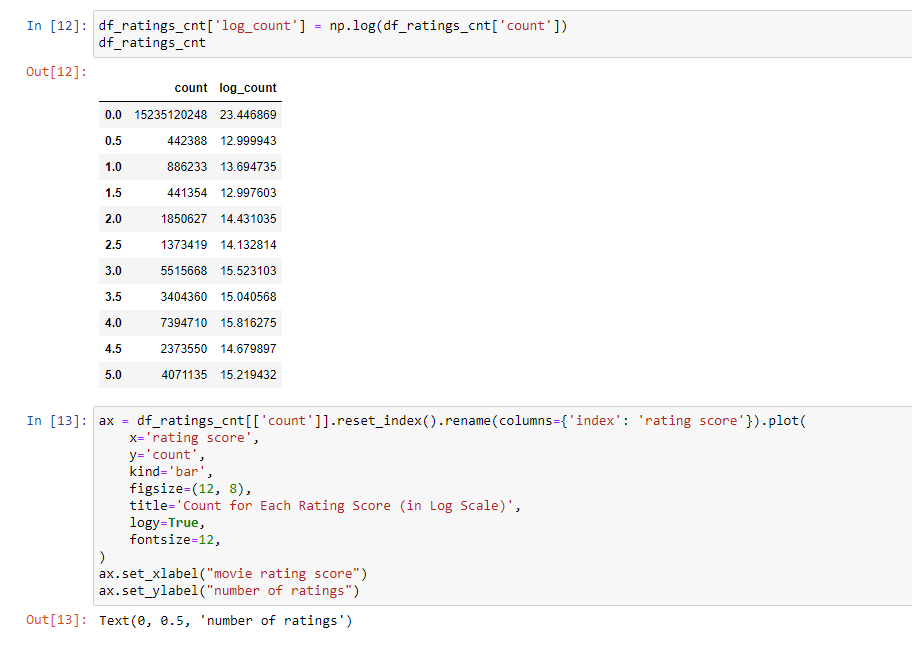 In [12]: df_ratings_cnt['log_count'] = np.log(df_ratings_cnt['count'])
df_ratings_cnt
Out[12]:
count log_count
0.0 15235120248 23.446869
0.5 442388 12.999943
1.0 886233 13.694735
1.5 441354 12.997603
2.0 1850627 14.431035
2.5 1373419 14.132814
3.0 5515668 15.523103
3.5 3404360 15.040568
4.0 7394710 15.816275
4.5 2373550 14.679897
5.0 4071135 15.219432
In [13]: ax = df_ratings_cnt[['count']].reset_index().rename(columns={'index': 'rating score'}).plot(
    x='rating score',
    y='count',
    kind='bar',
    figsize=(12, 8),
    title='Count for Each Rating Score (in Log Scale)',
    logy=True,
    fontsize=12,
)
ax.set_xlabel("movie rating score")
ax.set_ylabel("number of ratings")
Out[13]: Text(0, 0.5, 'number of ratings')